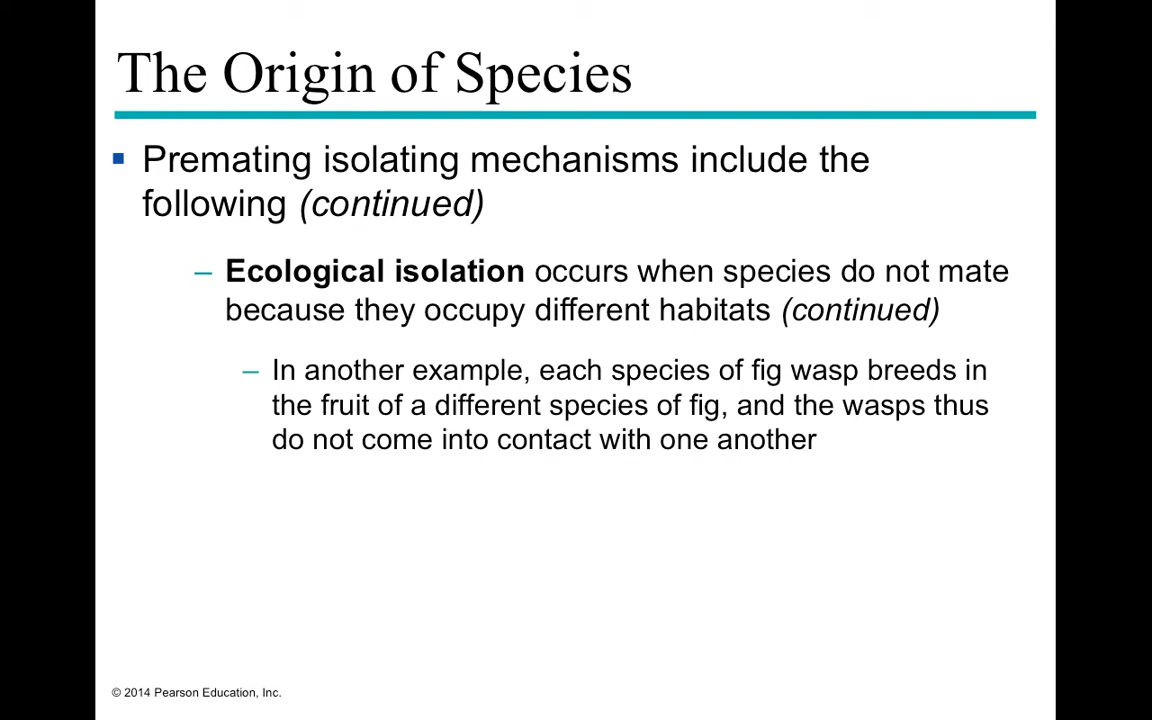 The Origin of Species
▪ Premating isolating mechanisms include the
following (continued)
– Ecological isolation occurs when species do not mate
because they occupy different habitats (continued)
– In another example, each species of fig wasp breeds in
the fruit of a different species of fig, and the wasps thus
do not come into contact with one another
© 2014 Pearson Education, Inc.